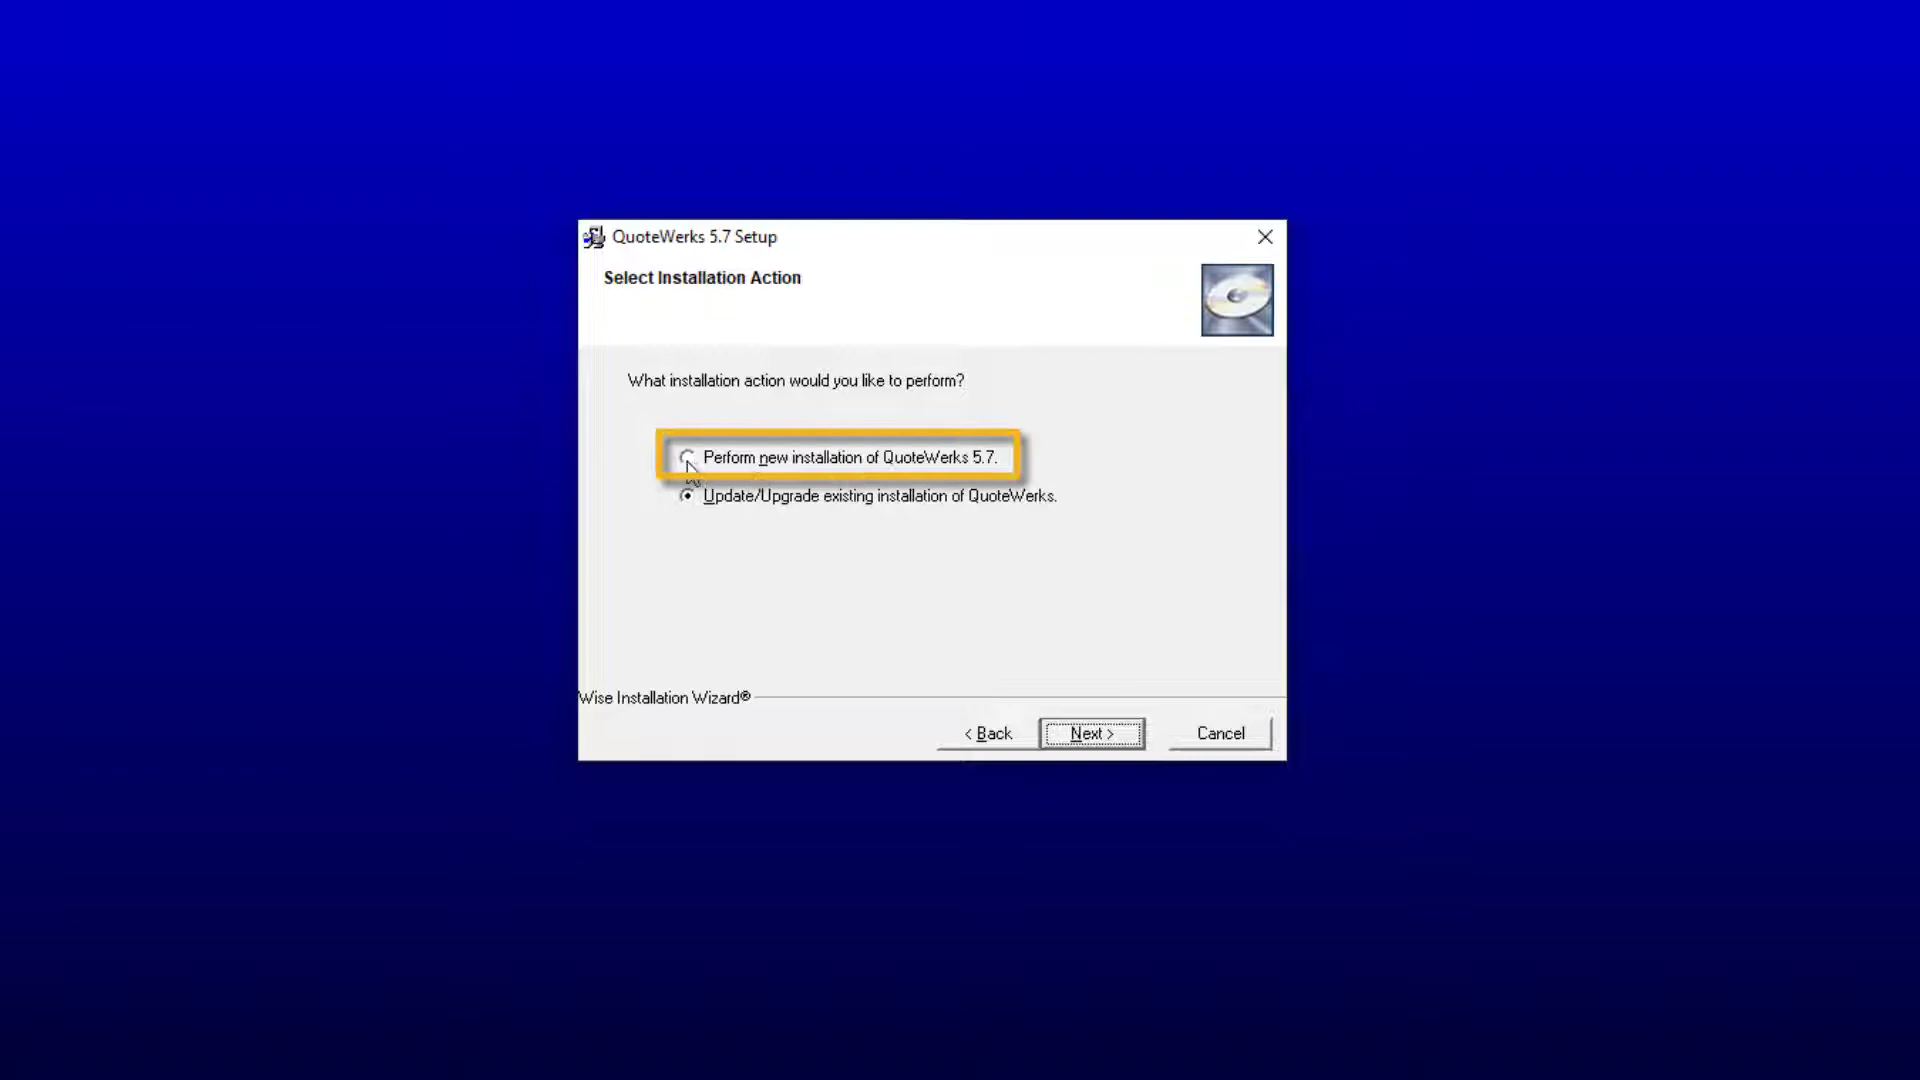 QuoteWerks 5.7 Setup
Select Installation Action
What installation action would you like to perform?
Perform new installation of QuoteWerks 5.7.
Update/Upgrade existing installation of QuoteWerks.
Wise Installation Wizard®
< Back Next > Cancel